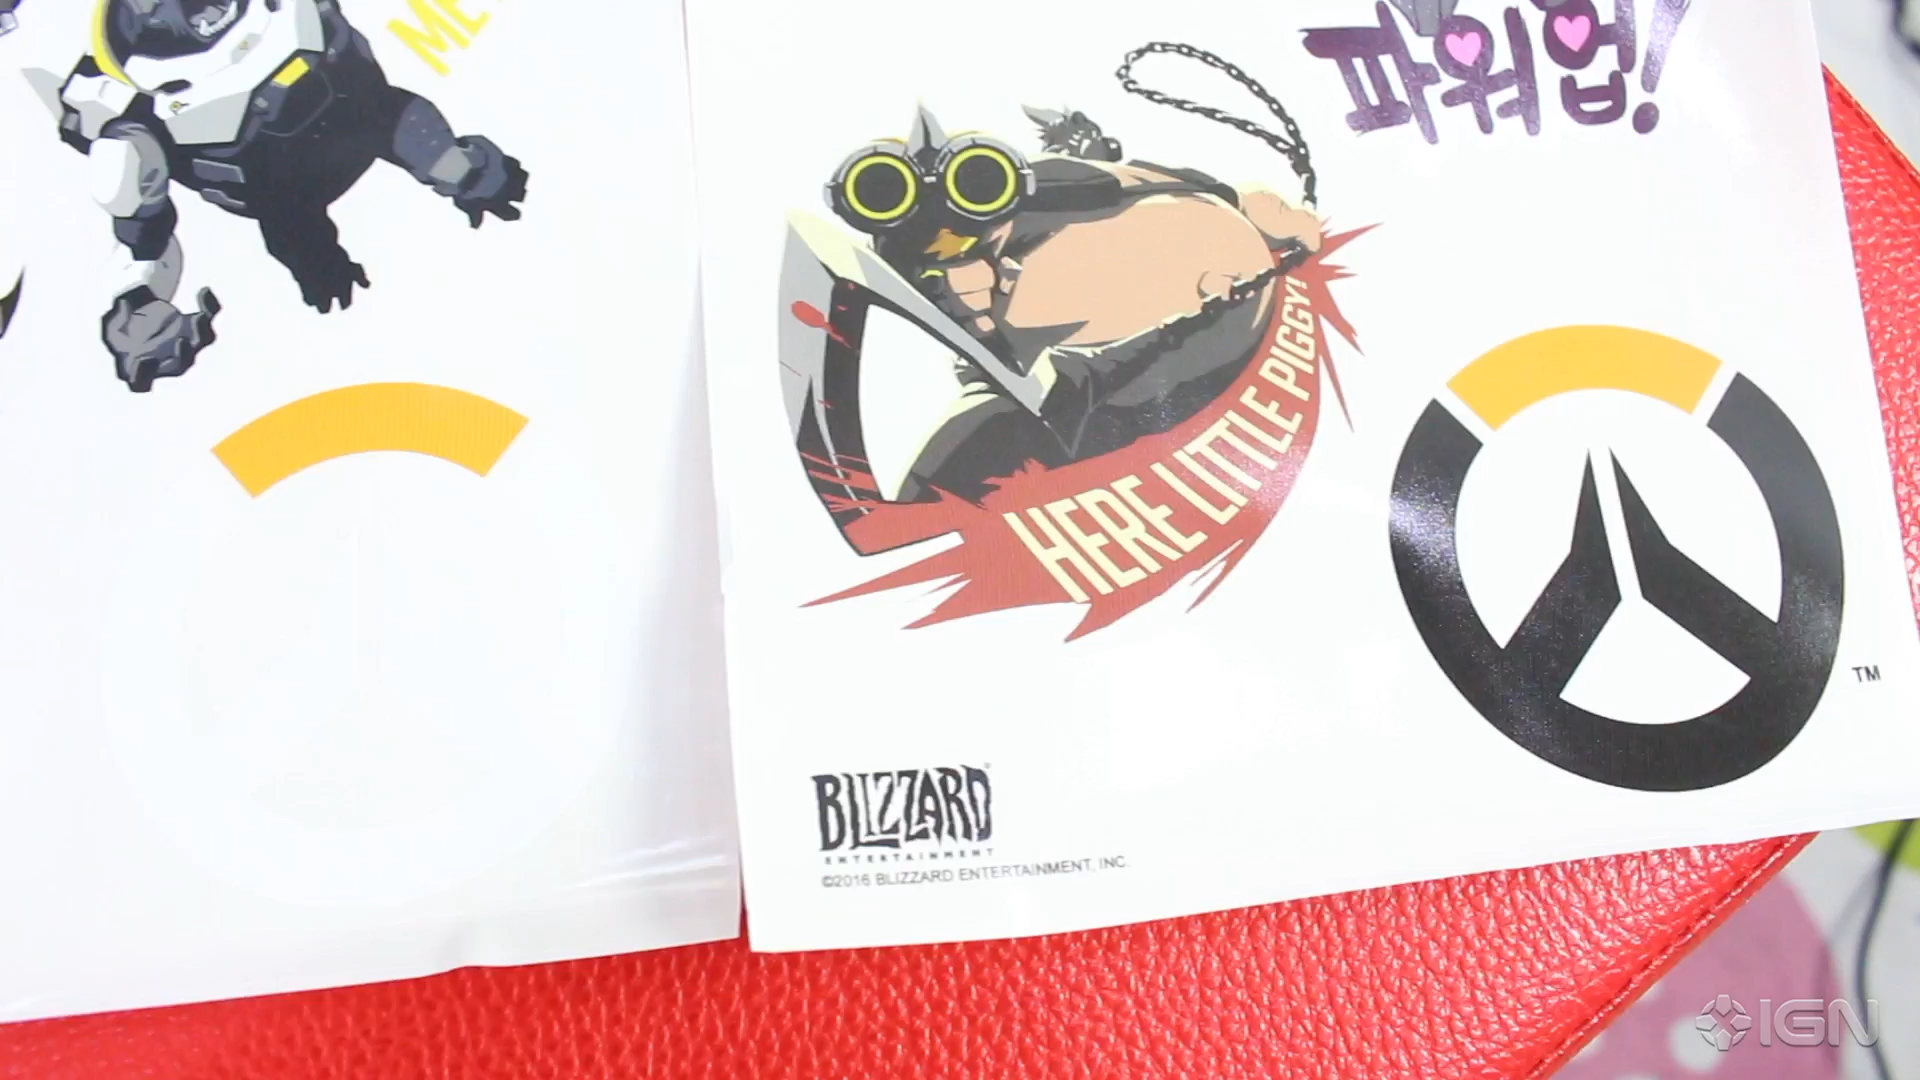 파워업!
HERE LITTLE PIGGY!
TM
BLIZZARD
ENTERTAINMENT
©2016 BLIZZARD ENTERTAINMENT, INC.
IGN